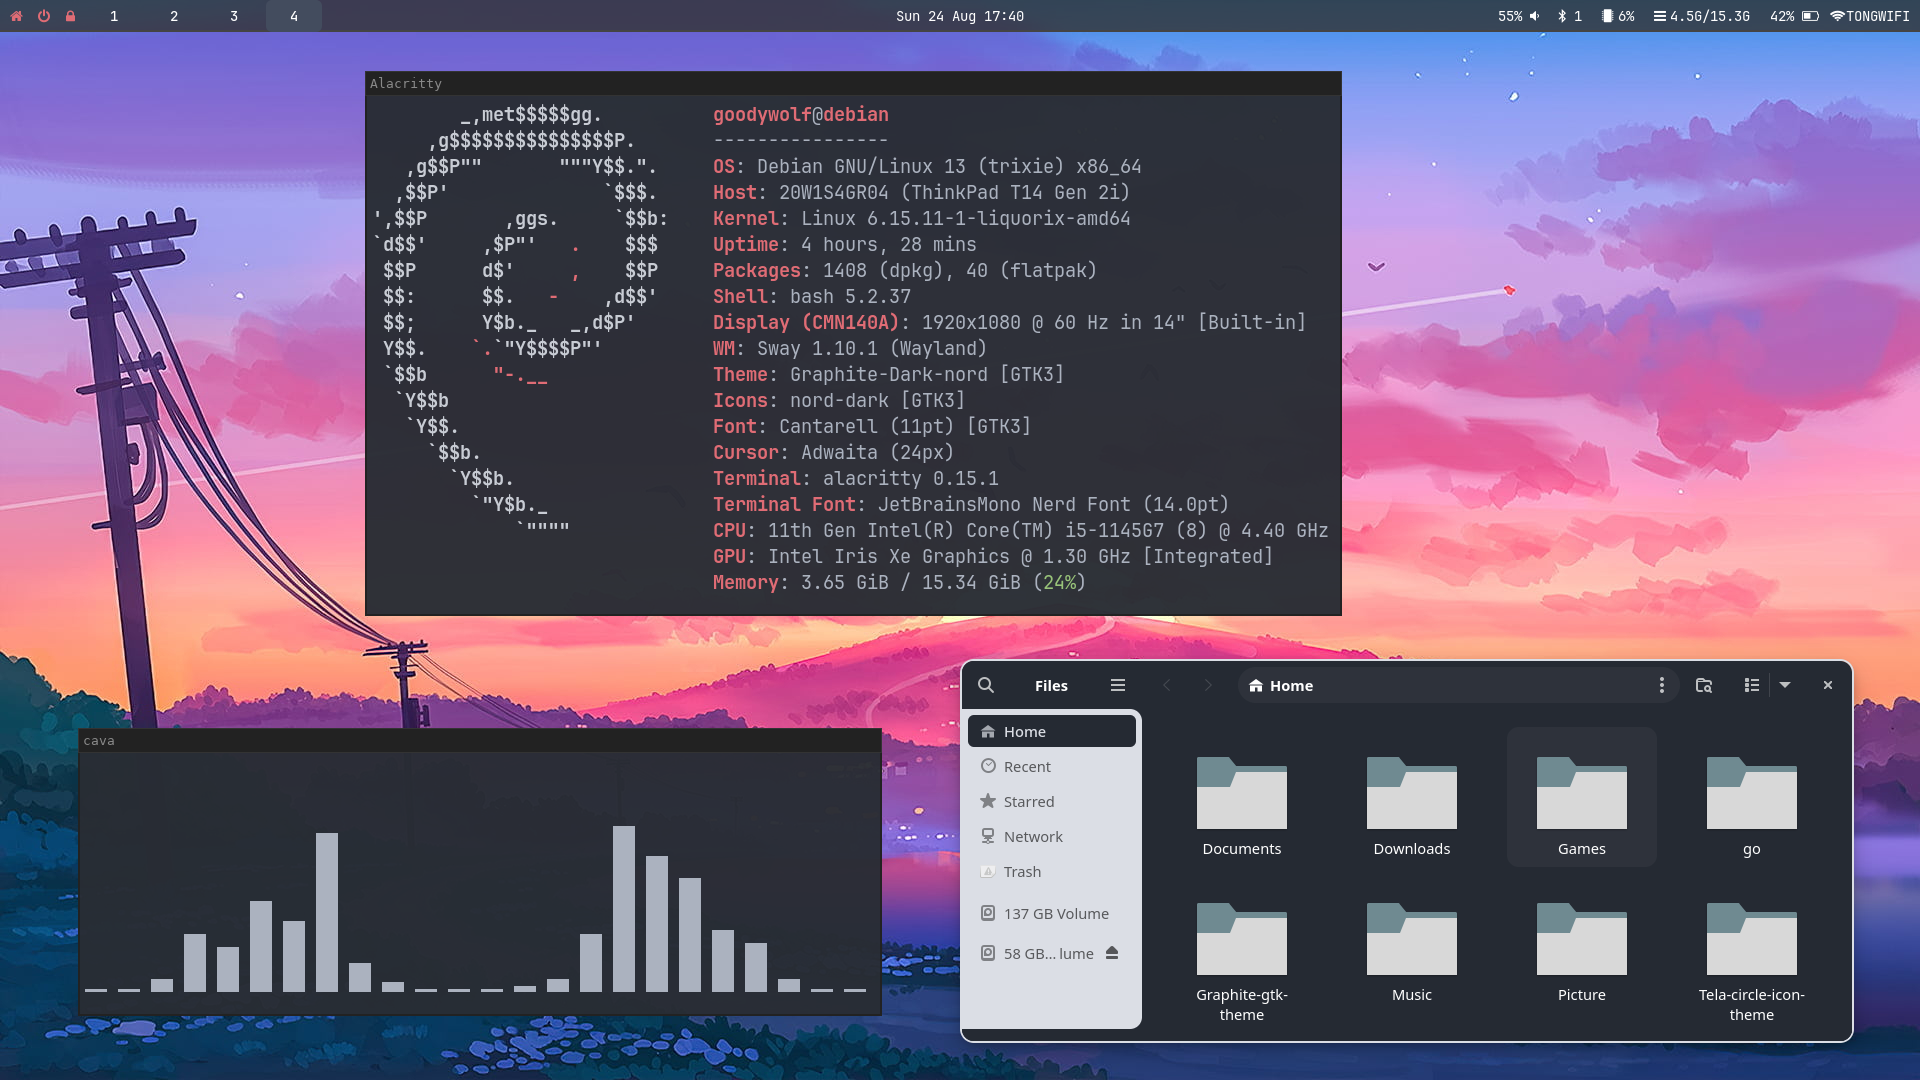 1 2 3 4 Sun 24 Aug 17:40 55% 1 6% 4.5G/15.3G 42% TONGWIFI
Alacritty
_,met$$$$$gg.
,g$$$$$$$$$$$$$$$P.
,g$$P"" """Y$$.".
,$$P' `$$$.
',$$P ,ggs. `$$b:
`d$$' ,$P"' . $$$
$$P d$' , $$P
$$: $$. - ,d$$'
$$; Y$b._ _,d$P'
Y$$. `.`"Y$$$$P"'
`$$b "-.__
`Y$$b
`Y$$.
`$$b.
`Y$$b.
`"Y$b._
`""""
goodywolf@debian
----------------
OS: Debian GNU/Linux 13 (trixie) x86_64
Host: 20W1S4GR04 (ThinkPad T14 Gen 2i)
Kernel: Linux 6.15.11-1-liquorix-amd64
Uptime: 4 hours, 28 mins
Packages: 1408 (dpkg), 40 (flatpak)
Shell: bash 5.2.37
Display (CMN140A): 1920x1080 @ 60 Hz in 14" [Built-in]
WM: Sway 1.10.1 (Wayland)
Theme: Graphite-Dark-nord [GTK3]
Icons: nord-dark [GTK3]
Font: Cantarell (11pt) [GTK3]
Cursor: Adwaita (24px)
Terminal: alacritty 0.15.1
Terminal Font: JetBrainsMono Nerd Font (14.0pt)
CPU: 11th Gen Intel(R) Core(TM) i5-1145G7 (8) @ 4.40 GHz
GPU: Intel Iris Xe Graphics @ 1.30 GHz [Integrated]
Memory: 3.65 GiB / 15.34 GiB (24%)
cava
Files
Home
Home
Recent
Starred
Network
Trash
137 GB Volume
58 GB... lume
Documents
Downloads
Games
go
Graphite-gtk-
theme
Music
Picture
Tela-circle-icon-
theme